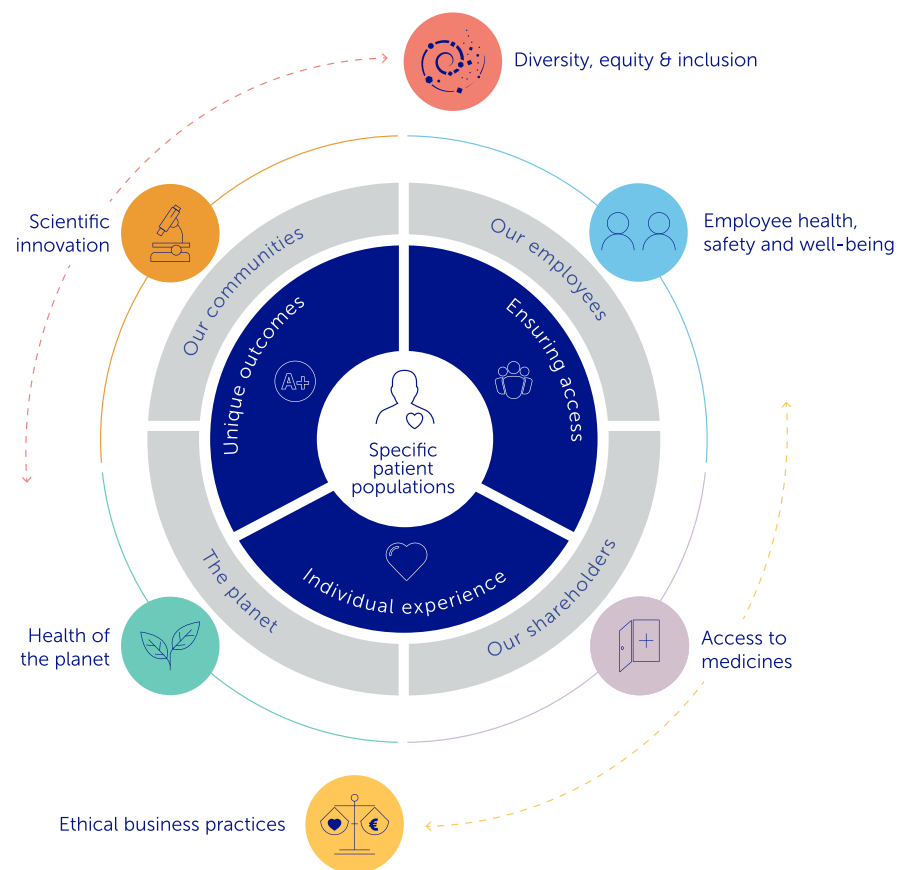 Diversity, equity & inclusion
Scientific
innovation
Employee health,
safety and well-being
Our communities
Our employees
Unique outcomes
A+
Ensuring access
Specific
patient
populations
Individual experience
The planet
Our shareholders
Health of
the planet
Access to
medicines
Ethical business practices
€